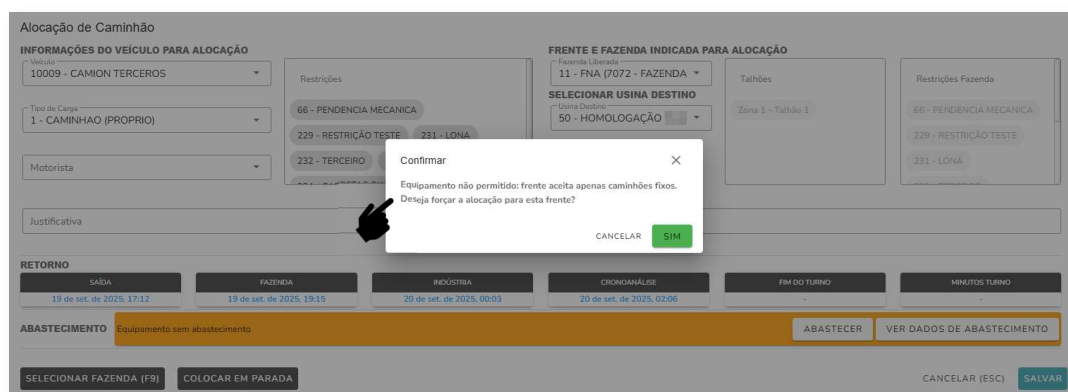 Alocação de Caminhão
INFORMAÇÕES DO VEÍCULO PARA ALOCAÇÃO
Veículo
10009 - CAMION TERCEROS
Tipo de Carga
1 - CAMINHAO (PROPRIO)
Motorista
Restrições
66 - PENDENCIA MECANICA
229 - RESTRIÇÃO TESTE
231 - LONA
232 - TERCEIRO
FRENTE E FAZENDA INDICADA PARA ALOCAÇÃO
Fazenda Liberada
11 - FNA (7072 - FAZENDA
SELECIONAR USINA DESTINO
Usina Destino
50 - HOMOLOGAÇÃO
Talhões
Zona 1 - Talhão 1
Restrições Fazenda
66 - PENDENCIA MECANICA
229 - RESTRIÇÃO TESTE
231 - LONA
Confirmar
Equipamento não permitido: frente aceita apenas caminhões fixos.
Deseja forçar a alocação para esta frente?
CANCELAR
SIM
Justificativa
RETORNO
SAÍDA
FAZENDA
INDÚSTRIA
CRONOANÁLISE
FIM DO TURNO
MINUTOS TURNO
19 de set. de 2025, 17:12
19 de set. de 2025, 19:15
20 de set. de 2025, 00:03
20 de set. de 2025, 02:06
-
-
ABASTECIMENTO
Equipamento sem abastecimento
ABASTECER
VER DADOS DE ABASTECIMENTO
SELECIONAR FAZENDA (F9)
COLOCAR EM PARADA
CANCELAR (ESC)
SALVAR